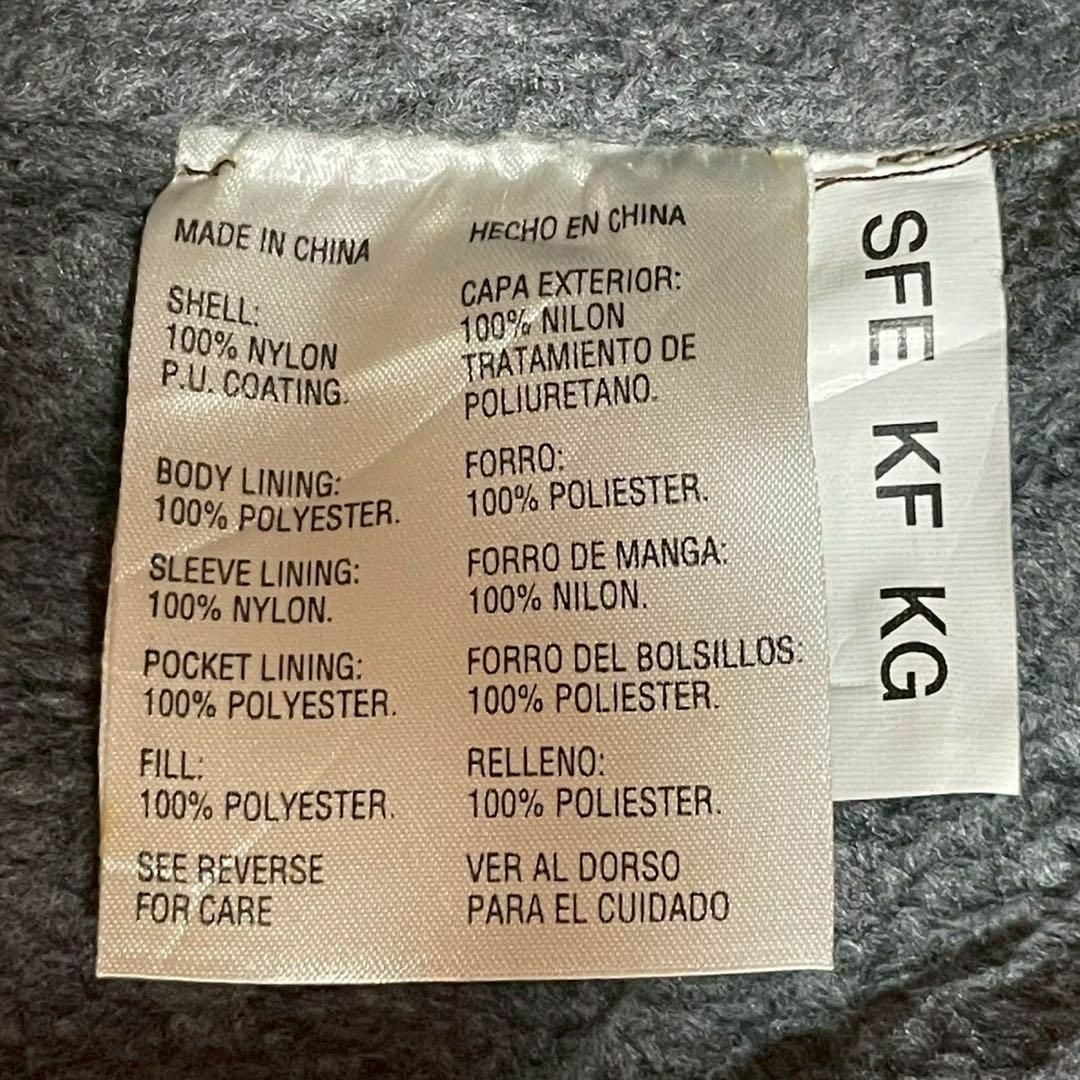 MADE IN CHINA
SHELL:
100% NYLON
P.U. COATING.
BODY LINING:
100% POLYESTER.
SLEEVE LINING:
100% NYLON.
POCKET LINING:
100% POLYESTER.
FILL:
100% POLYESTER.
SEE REVERSE
FOR CARE
HECHO EN CHINA
CAPA EXTERIOR:
100% NILON
TRATAMIENTO DE
POLIURETANO.
FORRO:
100% POLIESTER.
FORRO DE MANGA:
100% NILON.
FORRO DEL BOLSILLOS:
100% POLIESTER.
RELLENO:
100% POLIESTER.
VER AL DORSO
PARA EL CUIDADO
SFE KF KG